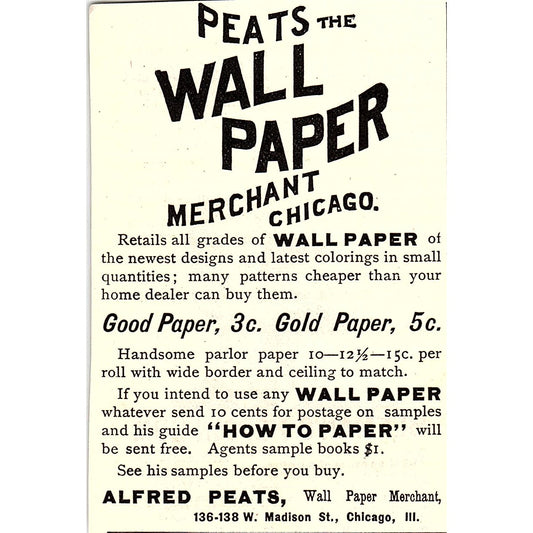 PEATS THE
WALL
PAPER
MERCHANT
CHICAGO.
Retails all grades of WALL PAPER of
the newest designs and latest colorings in small
quantities; many patterns cheaper than your
home dealer can buy them.
Good Paper, 3c. Gold Paper, 5c.
Handsome parlor paper 10—12½—15c. per
roll with wide border and ceiling to match.
If you intend to use any WALL PAPER
whatever send 10 cents for postage on samples
and his guide "HOW TO PAPER" will
be sent free. Agents sample books $1.
See his samples before you buy.
ALFRED PEATS, Wall Paper Merchant,
136-138 W. Madison St., Chicago, Ill.